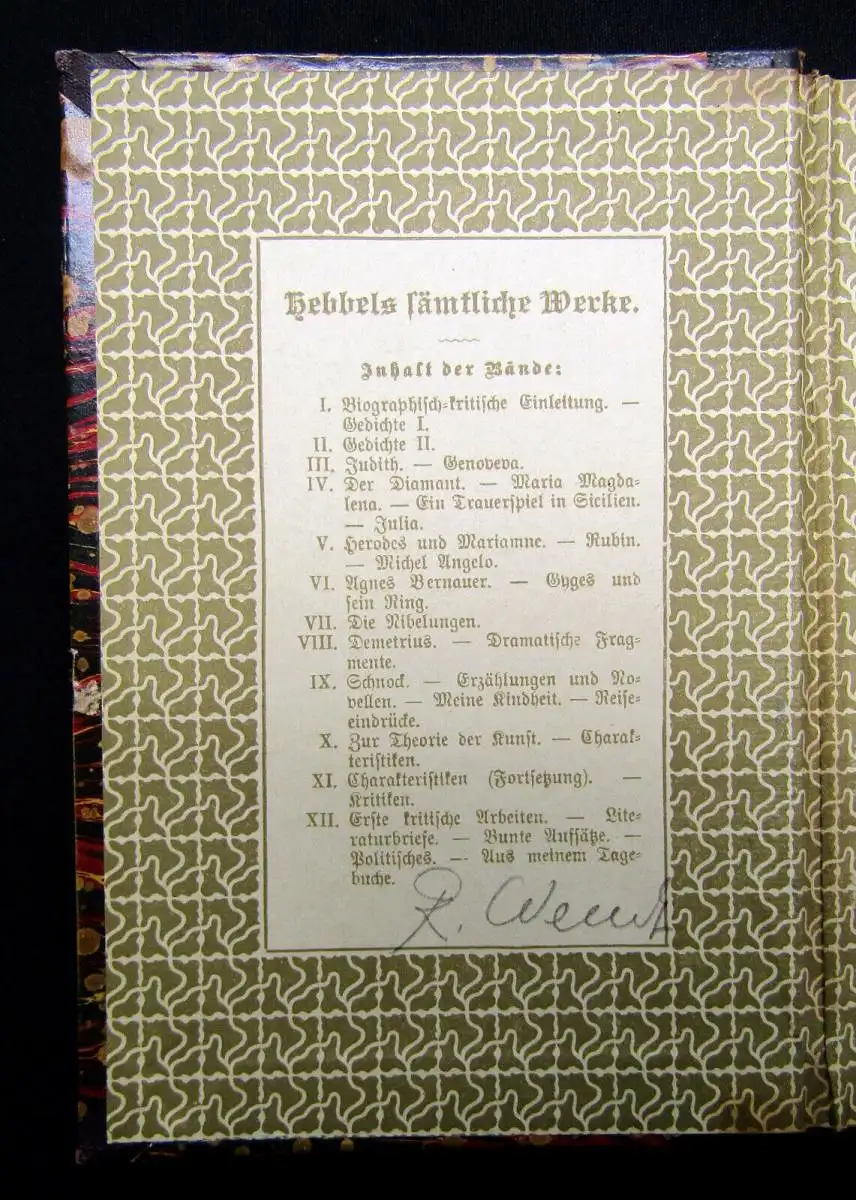 Hebbels sämtliche Werke.
Inhalt der Bände:
I. Biographisch-kritische Einleitung. —
Gedichte I.
II. Gedichte II.
III. Judith. — Genoveva.
IV. Der Diamant. — Maria Magda-
lena. — Ein Trauerspiel in Sicilien.
— Julia.
V. Herodes und Mariamne. — Rubin.
— Michel Angelo.
VI. Agnes Bernauer. — Gyges und
sein Ring.
VII. Die Nibelungen.
VIII. Demetrius. — Dramatische Frag-
mente.
IX. Schnock. — Erzählungen und No-
vellen. — Meine Kindheit. — Reise-
eindrücke.
X. Zur Theorie der Kunst. — Charak-
teristiken.
XI. Charakteristiken (Fortsetzung). —
Kritiken.
XII. Erste kritische Arbeiten. — Lite-
raturbriefe. — Bunte Aufsätze. —
Politisches. — Aus meinem Tage-
buche.
R. Wendt